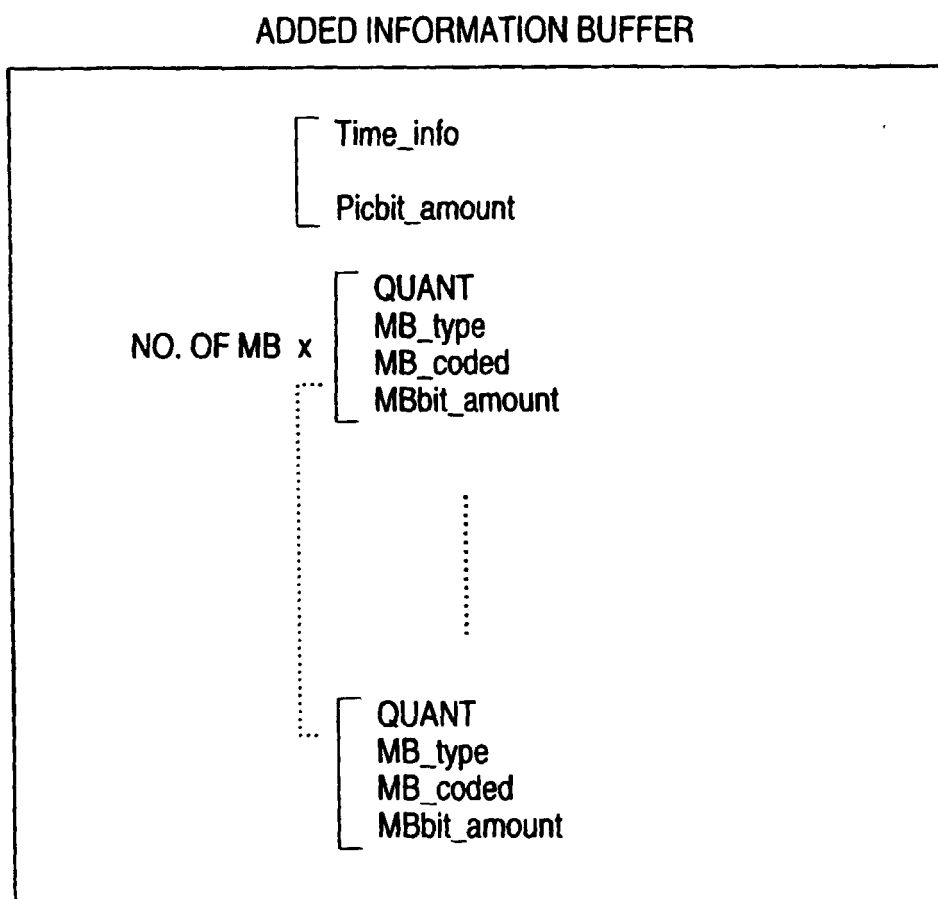 ADDED INFORMATION BUFFER
Time_info
Picbit_amount
NO. OF MB x
QUANT
MB_type
MB_coded
MBbit_amount
QUANT
MB_type
MB_coded
MBbit_amount